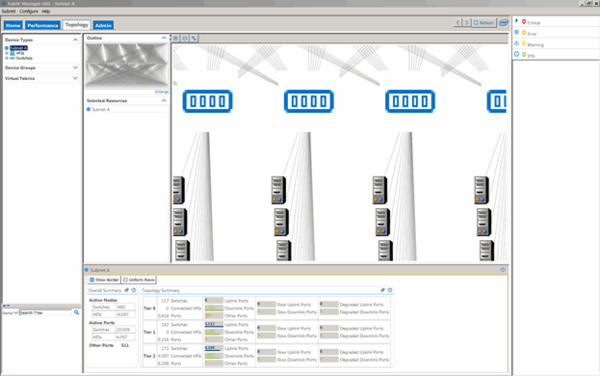 Fabric Manager GUI - Subnet A
Subnet Configure Help
Home Performance Topology Admin
Refresh
Device Types
Subnet A
HFIs
Switches
Device Groups
Virtual Fabrics
Outline
Enlarge
Selected Resources
Subnet A
0 Critical
0 Error
0 Warning
0 Info
Subnet A
Show Border Uniform Nodes
Overall Summary
Topology Summary
Active Nodes
Switches
HFIs 4,097
Active Ports
Switches
HFIs 4,097
Other Ports 511
Tier 0
Switches Uplink Ports
0 Connected HFIs Downlink Ports
Ports Other Ports
Slow Uplink Ports
Slow Downlink Ports
Degraded Uplink Ports
Degraded Downlink Ports
Tier 1
192 Switches Uplink Ports
0 Connected HFIs Downlink Ports
9,216 Ports Other Ports
Slow Uplink Ports
Slow Downlink Ports
Degraded Uplink Ports
Degraded Downlink Ports
Tier 2
171 Switches Uplink Ports
4,097 Connected HFIs Downlink Ports
8,208 Ports Other Ports
Slow Uplink Ports
Slow Downlink Ports
Degraded Uplink Ports
Degraded Downlink Ports
Name Search Tree